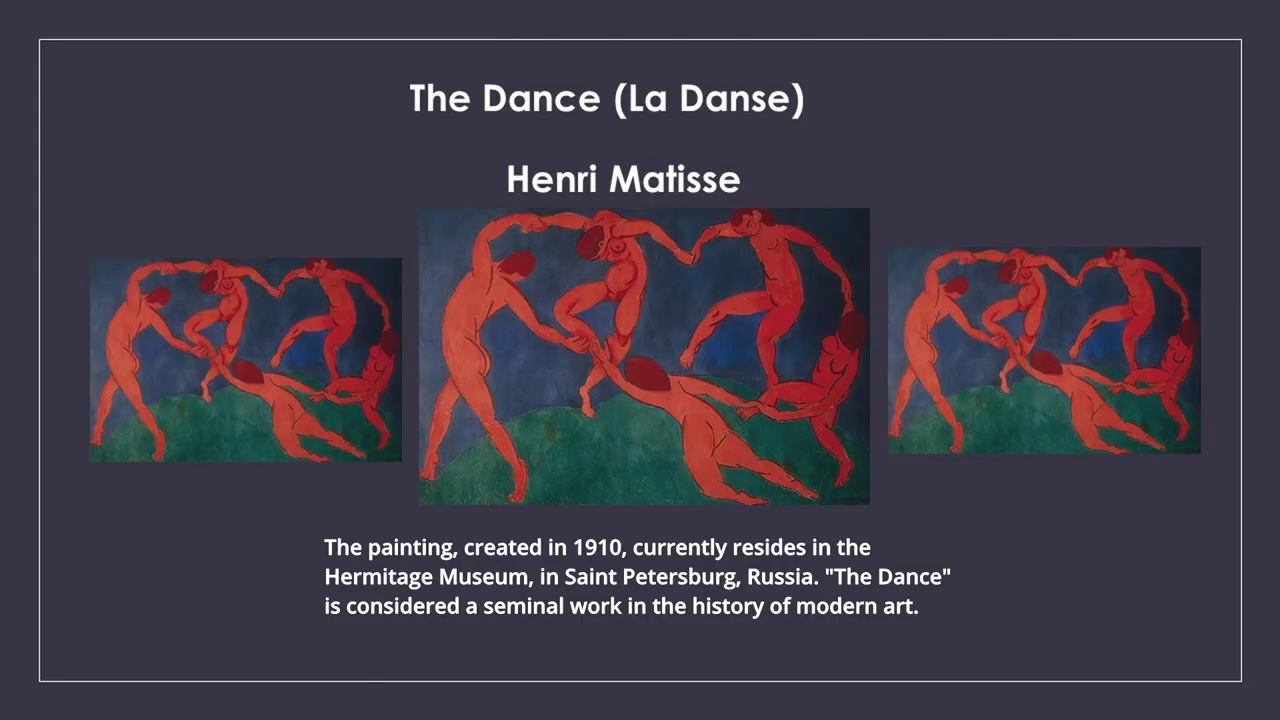 The Dance (La Danse)
Henri Matisse
The painting, created in 1910, currently resides in the
Hermitage Museum, in Saint Petersburg, Russia. "The Dance"
is considered a seminal work in the history of modern art.